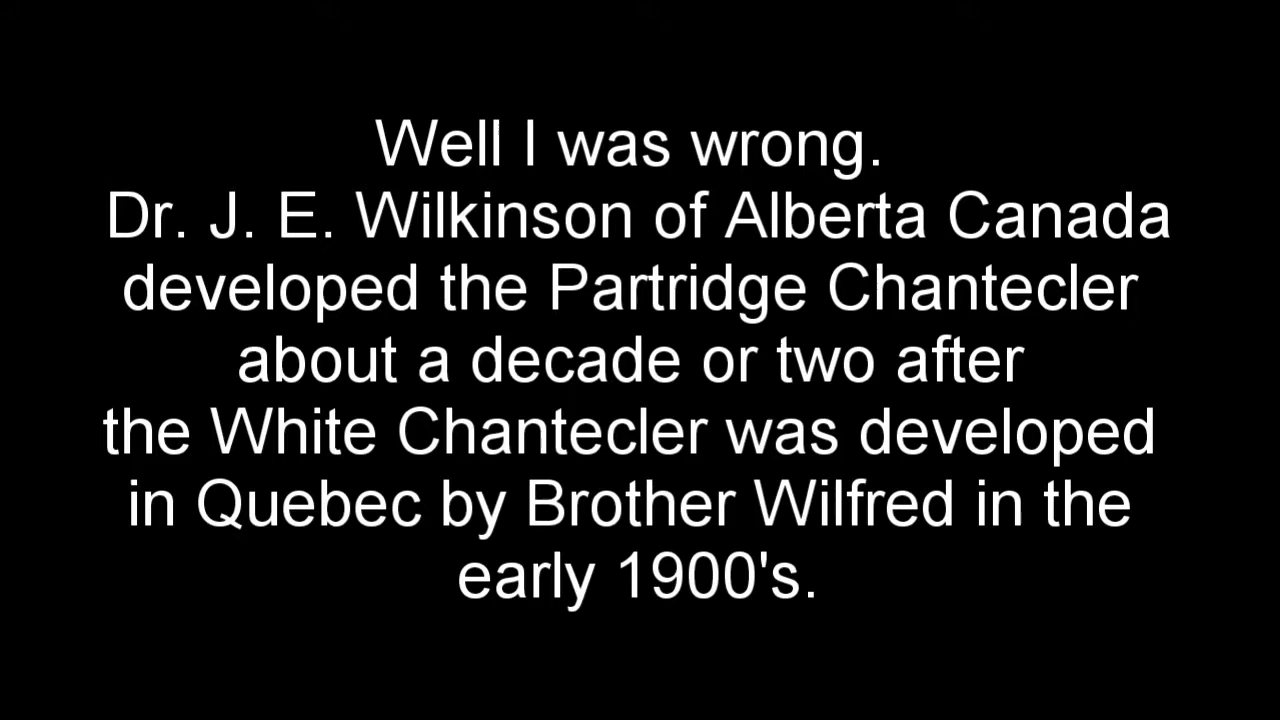 Well I was wrong.
Dr. J. E. Wilkinson of Alberta Canada
developed the Partridge Chantecler
about a decade or two after
the White Chantecler was developed
in Quebec by Brother Wilfred in the
early 1900's.